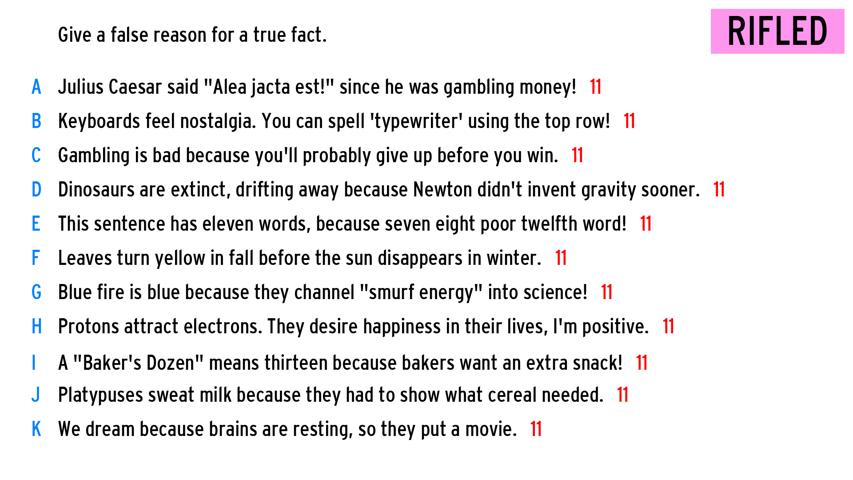 Give a false reason for a true fact.
RIFLED
A Julius Caesar said "Alea jacta est!" since he was gambling money! 11
B Keyboards feel nostalgia. You can spell 'typewriter' using the top row! 11
C Gambling is bad because you'll probably give up before you win. 11
D Dinosaurs are extinct, drifting away because Newton didn't invent gravity sooner. 11
E This sentence has eleven words, because seven eight poor twelfth word! 11
F Leaves turn yellow in fall before the sun disappears in winter. 11
G Blue fire is blue because they channel "smurf energy" into science! 11
H Protons attract electrons. They desire happiness in their lives, I'm positive. 11
I A "Baker's Dozen" means thirteen because bakers want an extra snack! 11
J Platypuses sweat milk because they had to show what cereal needed. 11
K We dream because brains are resting, so they put a movie. 11